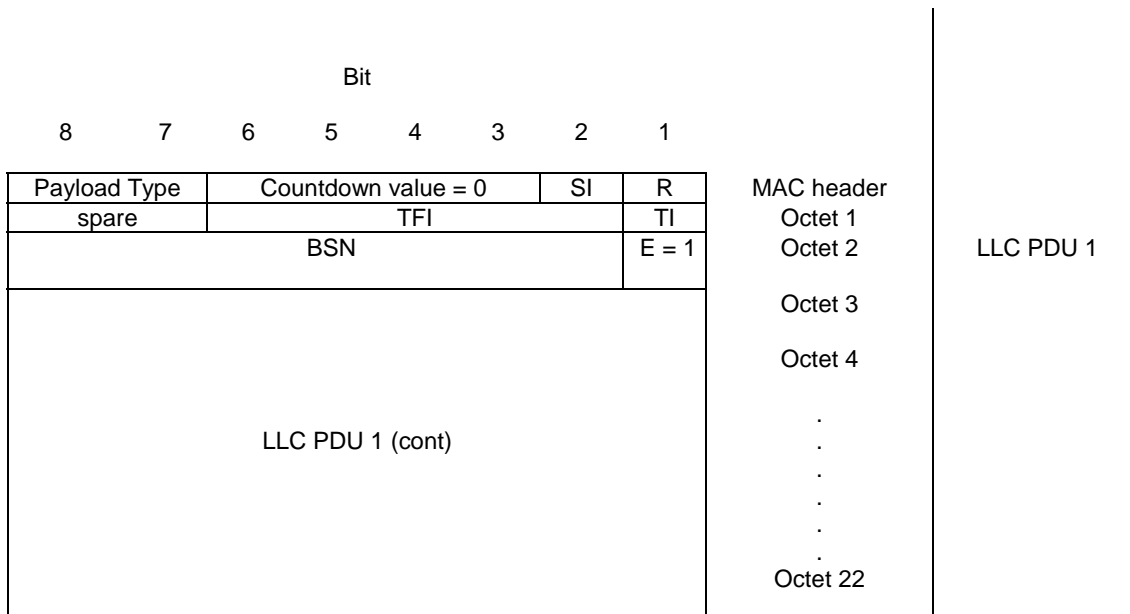 Bit
8 7 6 5 4 3 2 1
Payload Type Countdown value = 0 SI R MAC header
spare TFI TI Octet 1
BSN E = 1 Octet 2 LLC PDU 1
Octet 3
Octet 4
.
LLC PDU 1 (cont) .
.
.
.
.
Octet 22